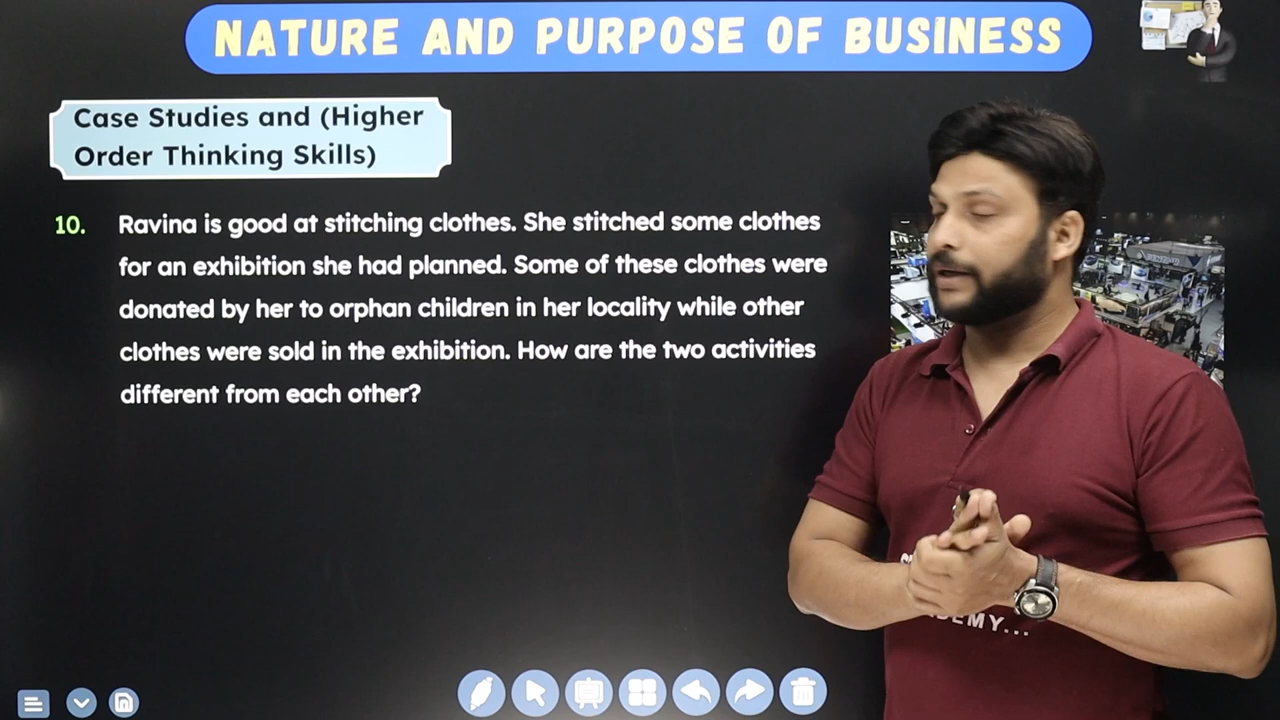 NATURE AND PURPOSE OF BUSINESS
Case Studies and (Higher
Order Thinking Skills)
10. Ravina is good at stitching clothes. She stitched some clothes
for an exhibition she had planned. Some of these clothes were
donated by her to orphan children in her locality while other
clothes were sold in the exhibition. How are the two activities
different from each other?